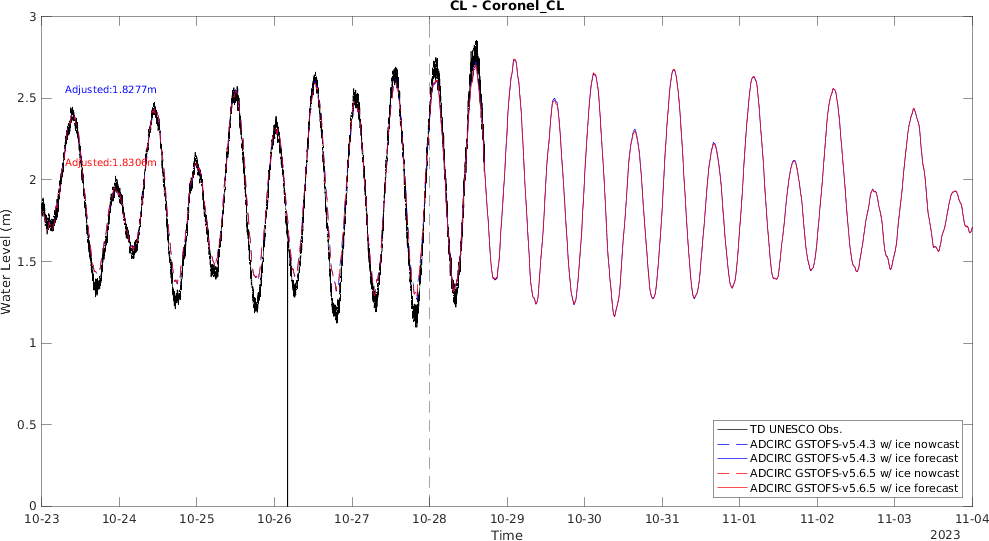 CL - Coronel_CL
3
2.5
2
1.5
1
0.5
0
Water Level (m)
Adjusted:1.8277m
Adjusted:1.8306m
TD UNESCO Obs.
ADCIRC GSTOFS-v5.4.3 w/ ice nowcast
ADCIRC GSTOFS-v5.4.3 w/ ice forecast
ADCIRC GSTOFS-v5.6.5 w/ ice nowcast
ADCIRC GSTOFS-v5.6.5 w/ ice forecast
10-23 10-24 10-25 10-26 10-27 10-28 10-29 10-30 10-31 11-01 11-02 11-03 11-04
Time
2023